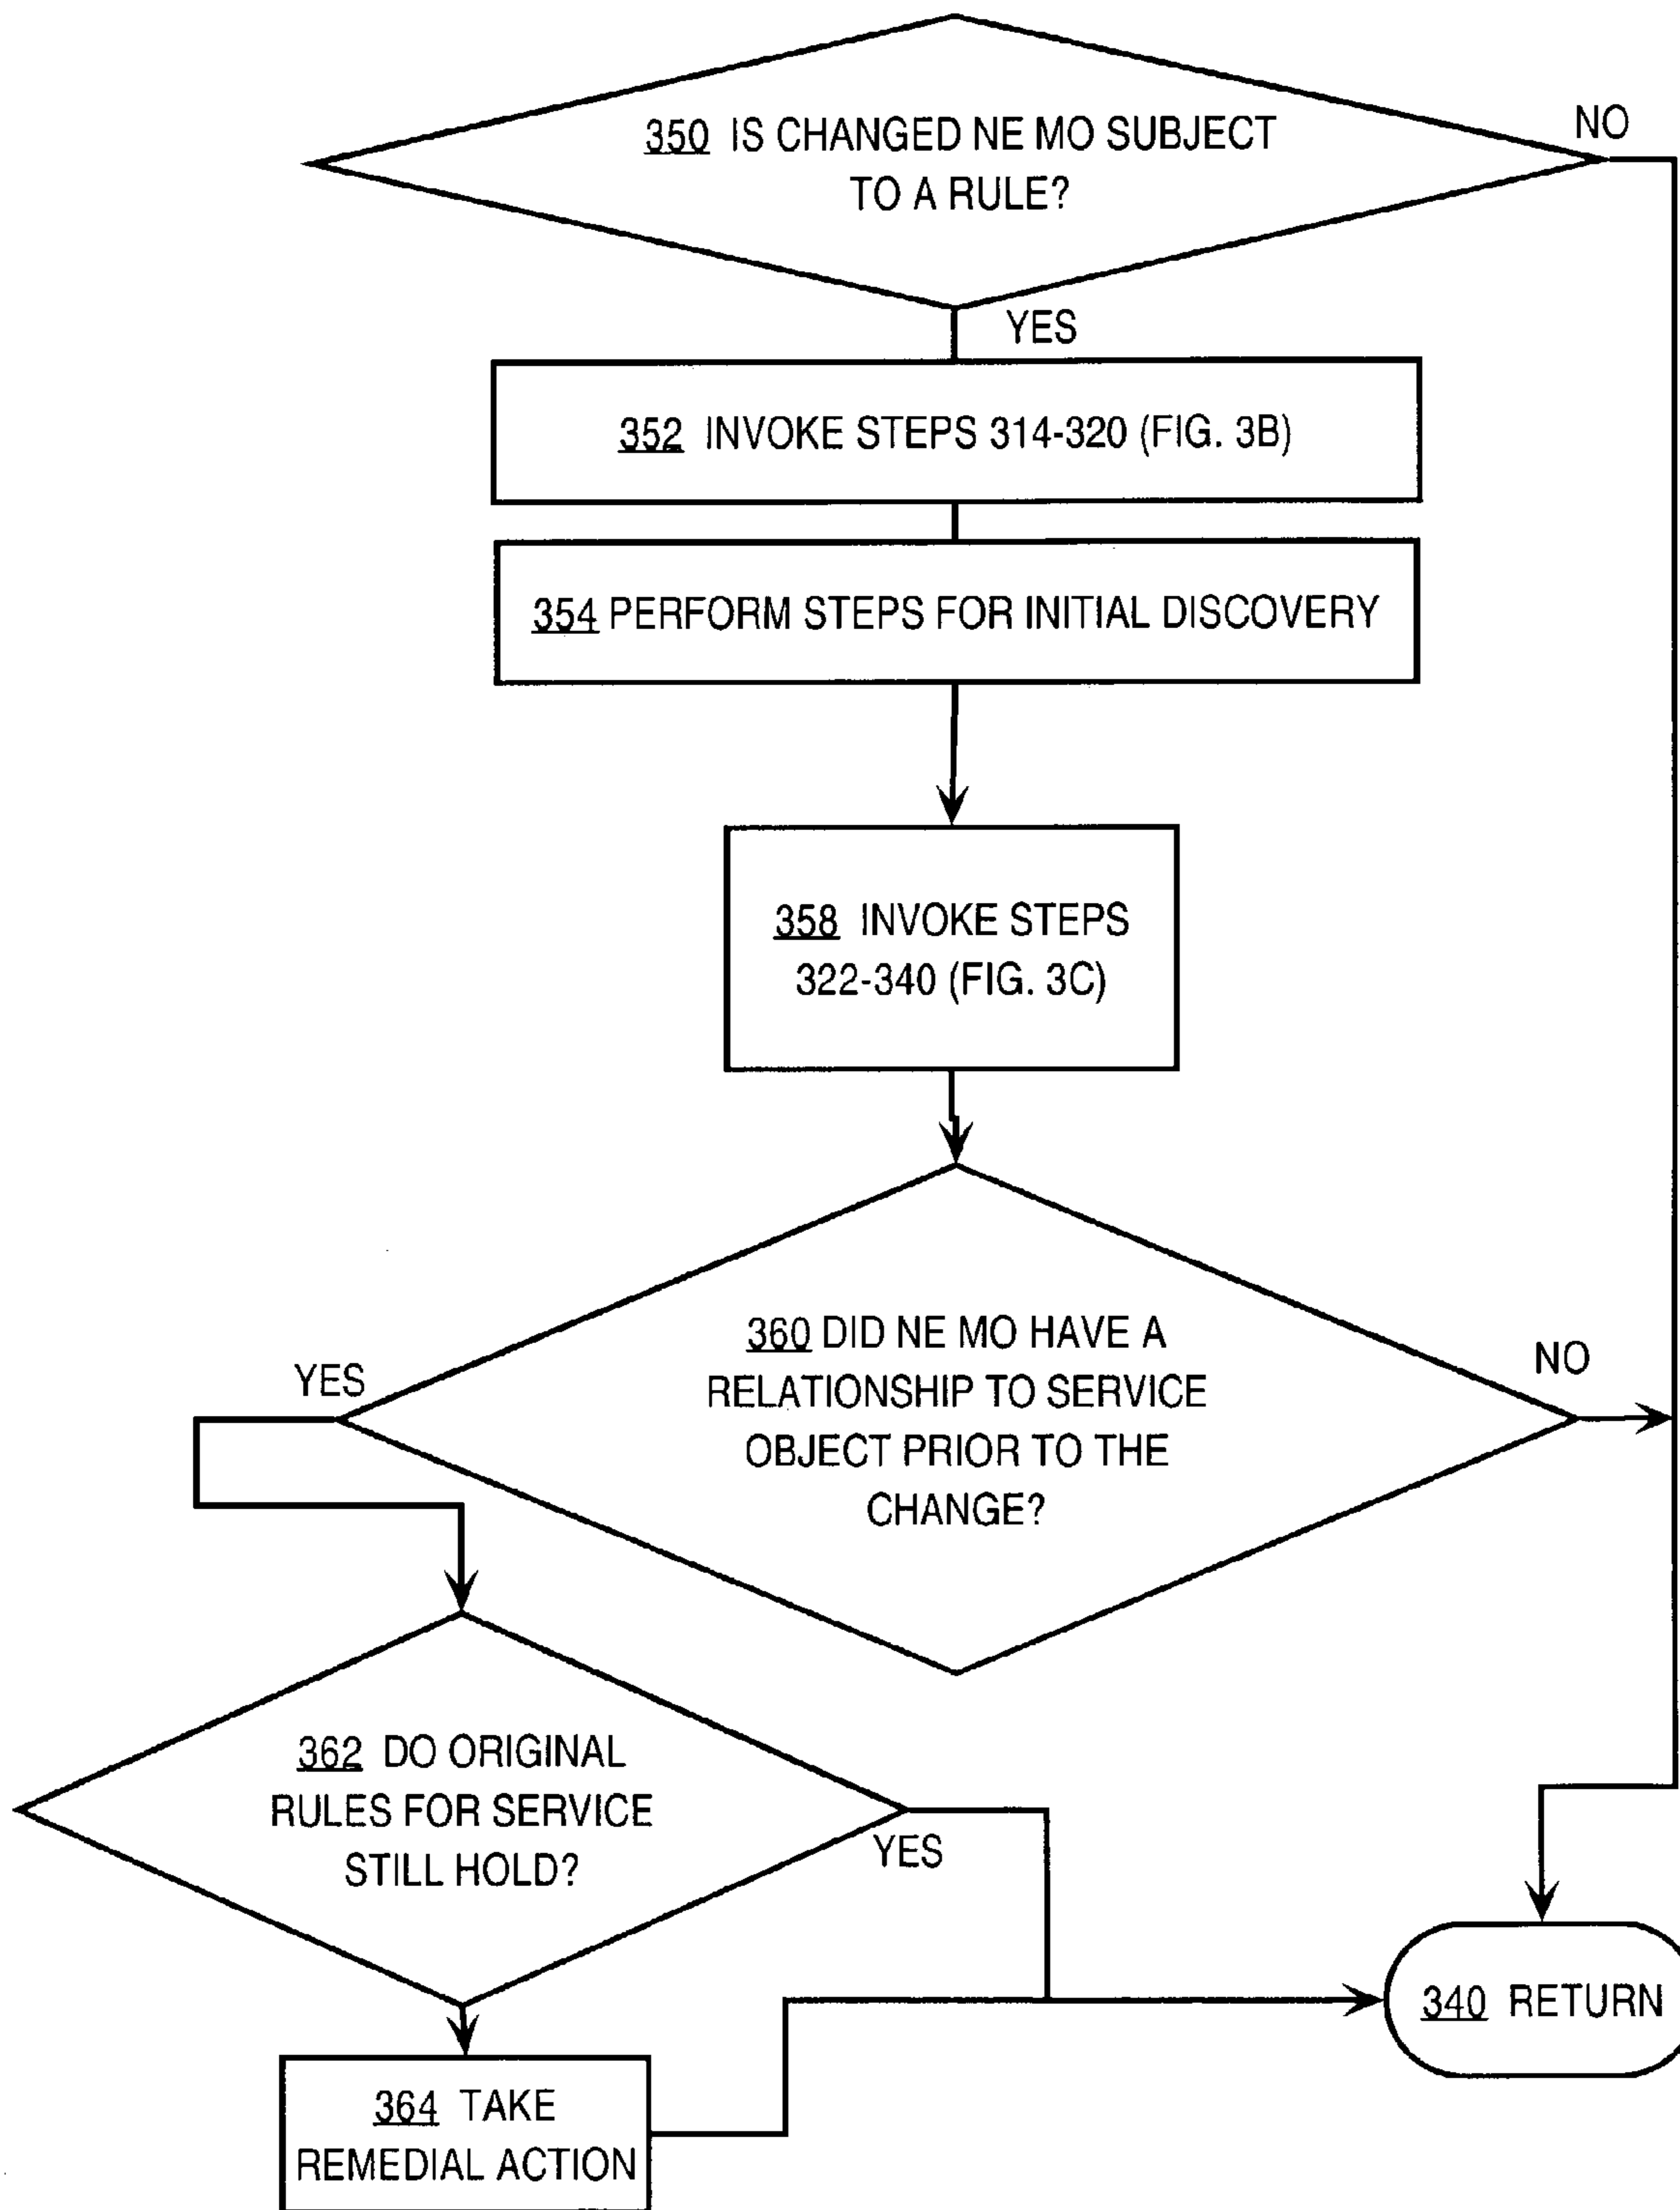 350 IS CHANGED NE MO SUBJECT
TO A RULE?
NO
YES
352 INVOKE STEPS 314-320 (FIG. 3B)
354 PERFORM STEPS FOR INITIAL DISCOVERY
358 INVOKE STEPS
322-340 (FIG. 3C)
360 DID NE MO HAVE A
RELATIONSHIP TO SERVICE
OBJECT PRIOR TO THE
CHANGE?
YES
NO
362 DO ORIGINAL
RULES FOR SERVICE
STILL HOLD?
YES
340 RETURN
364 TAKE
REMEDIAL ACTION